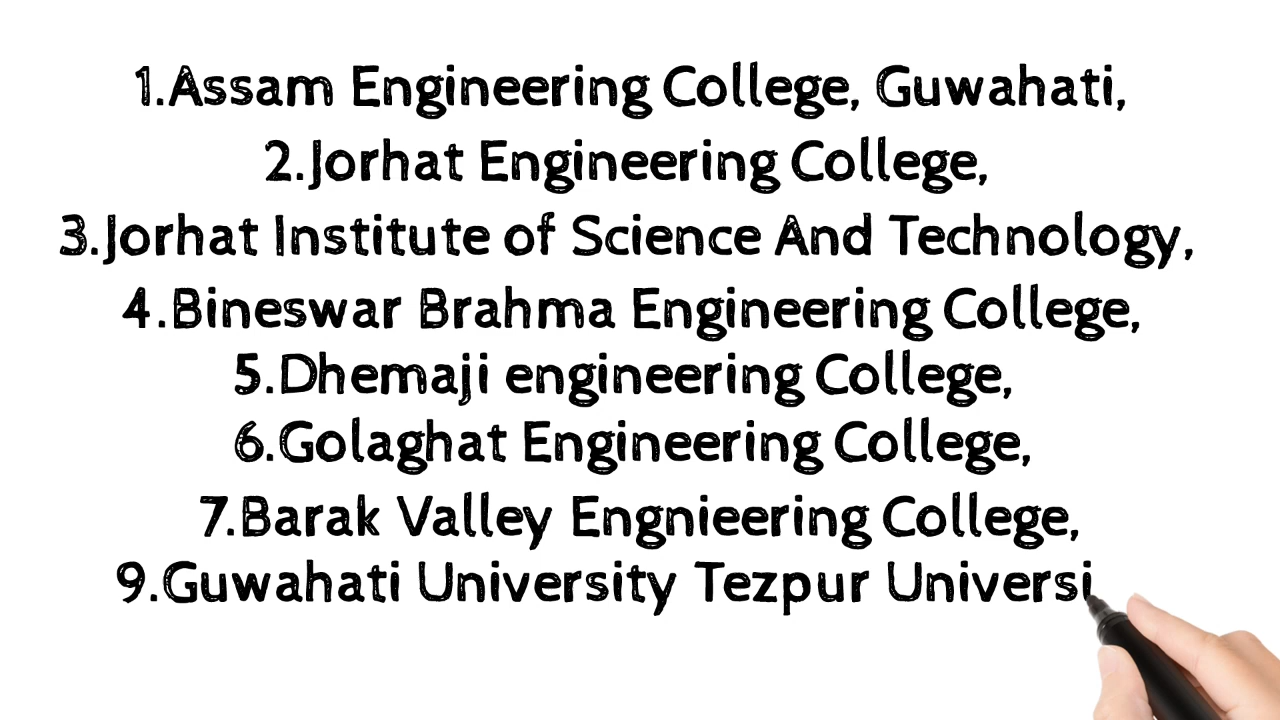 1.Assam Engineering College, Guwahati,
2.Jorhat Engineering College,
3.Jorhat Institute of Science And Technology,
4.Bineswar Brahma Engineering College,
5.Dhemaji engineering College,
6.Golaghat Engineering College,
7.Barak Valley Engnieering College,
9.Guwahati University Tezpur Universi